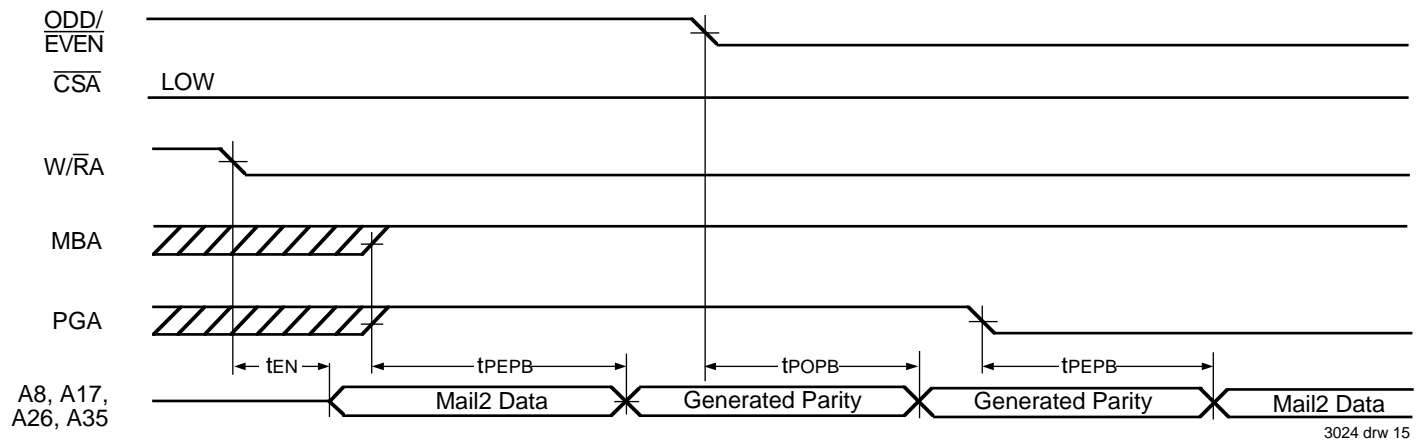 ODD/
EVEN
CSA
LOW
W/RA
MBA
PGA
tEN
tPEPB
tPOPB
tPEPB
A8, A17,
A26, A35
Mail2 Data
Generated Parity
Generated Parity
Mail2 Data
3024 drw 15